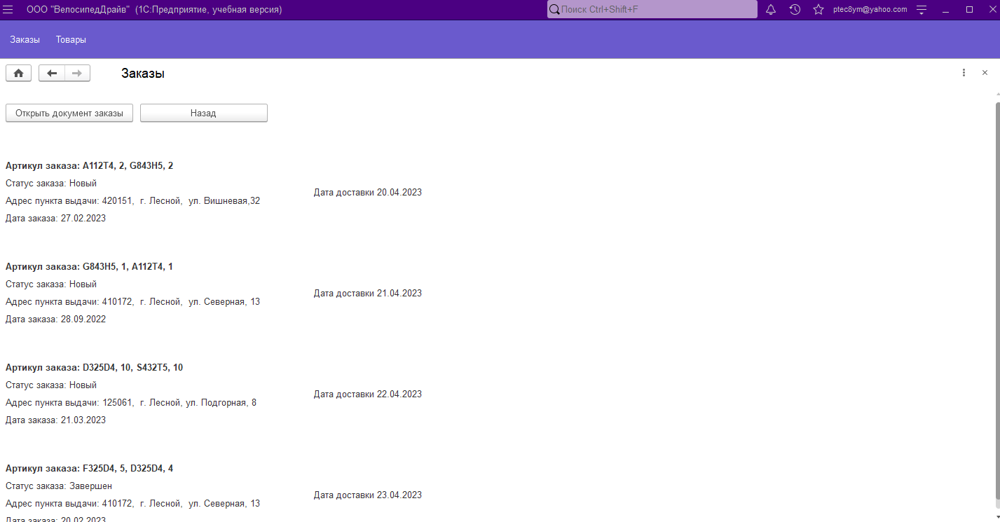 ООО "ВелосипедДрайв" (1С:Предприятие, учебная версия)
Поиск Ctrl+Shift+F
ptec8ym@yahoo.com
Заказы
Товары
Заказы
Открыть документ заказы
Назад
Артикул заказа: A112T4, 2, G843H5, 2
Статус заказа: Новый
Адрес пункта выдачи: 420151, г. Лесной, ул. Вишневая,32
Дата заказа: 27.02.2023
Дата доставки 20.04.2023
Артикул заказа: G843H5, 1, A112T4, 1
Статус заказа: Новый
Адрес пункта выдачи: 410172, г. Лесной, ул. Северная, 13
Дата заказа: 28.09.2022
Дата доставки 21.04.2023
Артикул заказа: D325D4, 10, S432T5, 10
Статус заказа: Новый
Адрес пункта выдачи: 125061, г. Лесной, ул. Подгорная, 8
Дата заказа: 21.03.2023
Дата доставки 22.04.2023
Артикул заказа: F325D4, 5, D325D4, 4
Статус заказа: Завершен
Адрес пункта выдачи: 410172, г. Лесной, ул. Северная, 13
Дата заказа: 20.02.2023
Дата доставки 23.04.2023